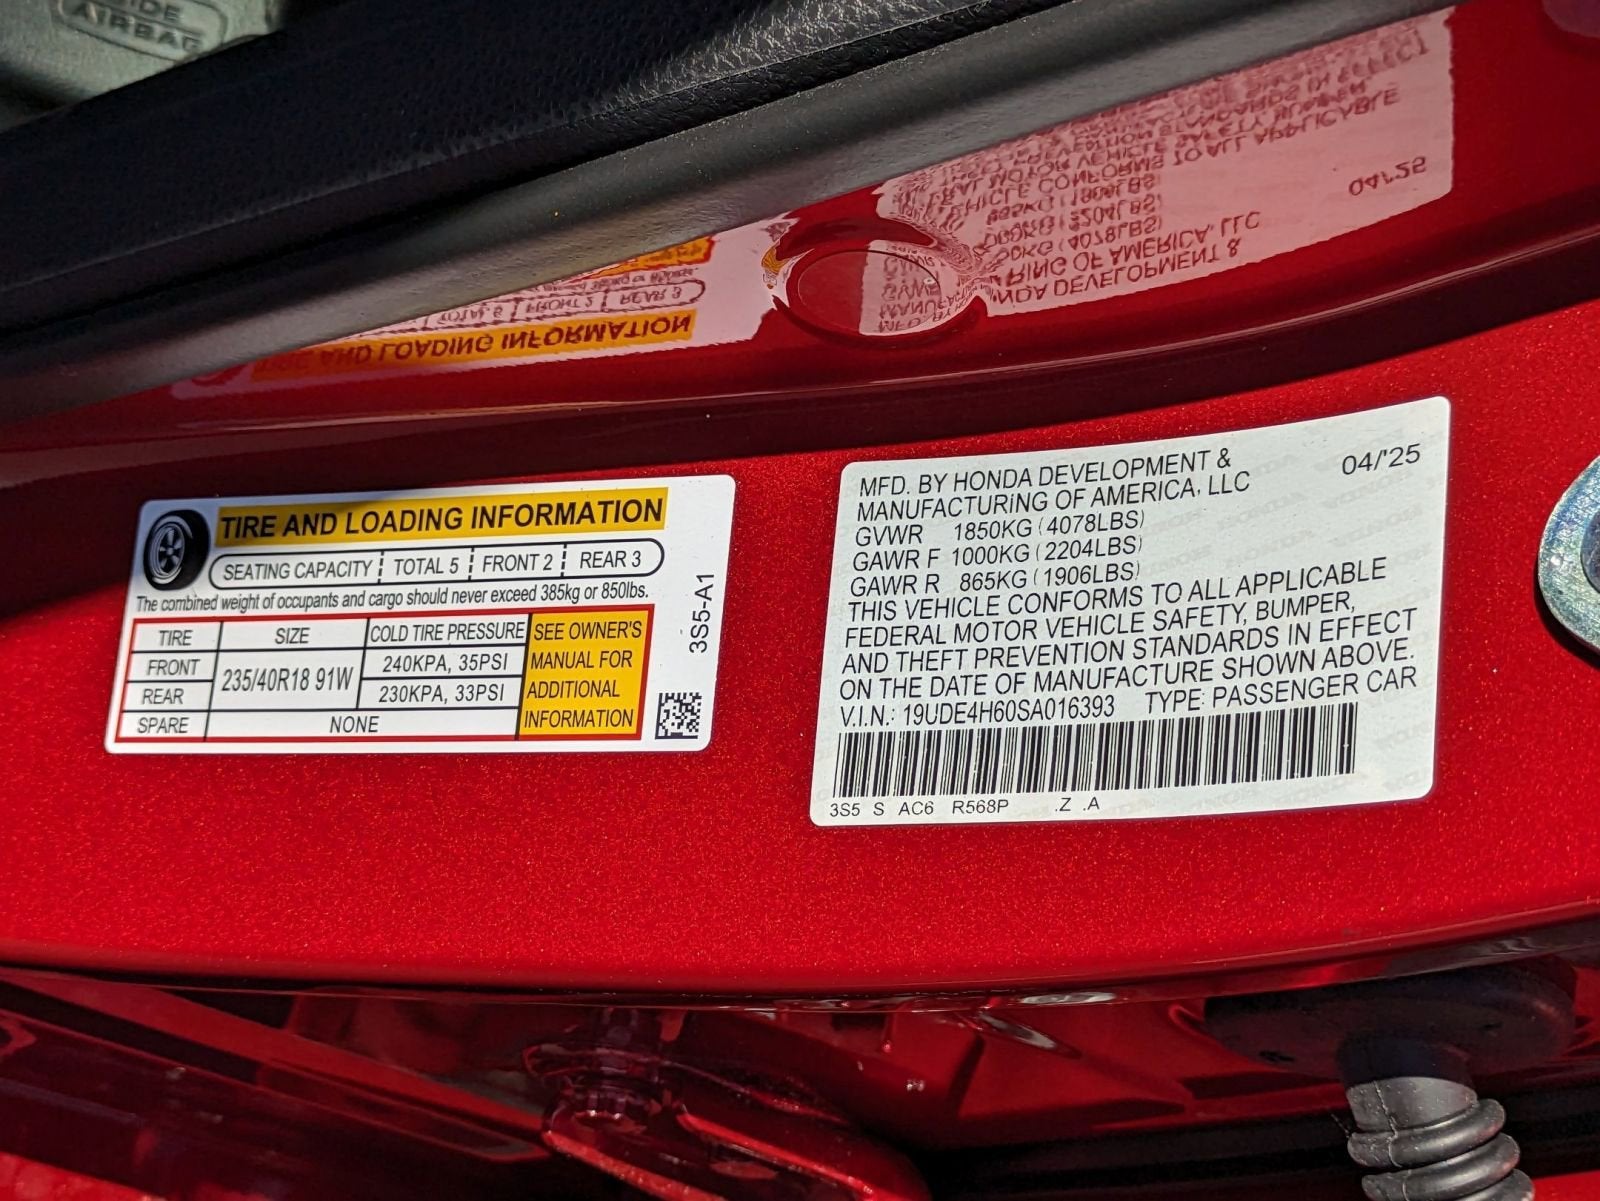 SIDE
AIRBAG
TIRE AND LOADING INFORMATION
SEATING CAPACITY TOTAL 5 FRONT 2 REAR 3
The combined weight of occupants and cargo should never exceed 385kg or 850lbs.
TIRE SIZE COLD TIRE PRESSURE
FRONT 235/40R18 91W 240KPA, 35PSI
REAR 230KPA, 33PSI
SPARE NONE
SEE OWNER'S
MANUAL FOR
ADDITIONAL
INFORMATION
3S5-A1
MFD. BY HONDA DEVELOPMENT &
MANUFACTURING OF AMERICA, LLC
04/'25
GVWR 1850KG (4078LBS)
GAWR F 1000KG (2204LBS)
GAWR R 865KG (1906LBS)
THIS VEHICLE CONFORMS TO ALL APPLICABLE
FEDERAL MOTOR VEHICLE SAFETY, BUMPER,
AND THEFT PREVENTION STANDARDS IN EFFECT
ON THE DATE OF MANUFACTURE SHOWN ABOVE.
V.I.N.: 19UDE4H60SA016393 TYPE: PASSENGER CAR
3S5 S AC6 R568P .Z .A